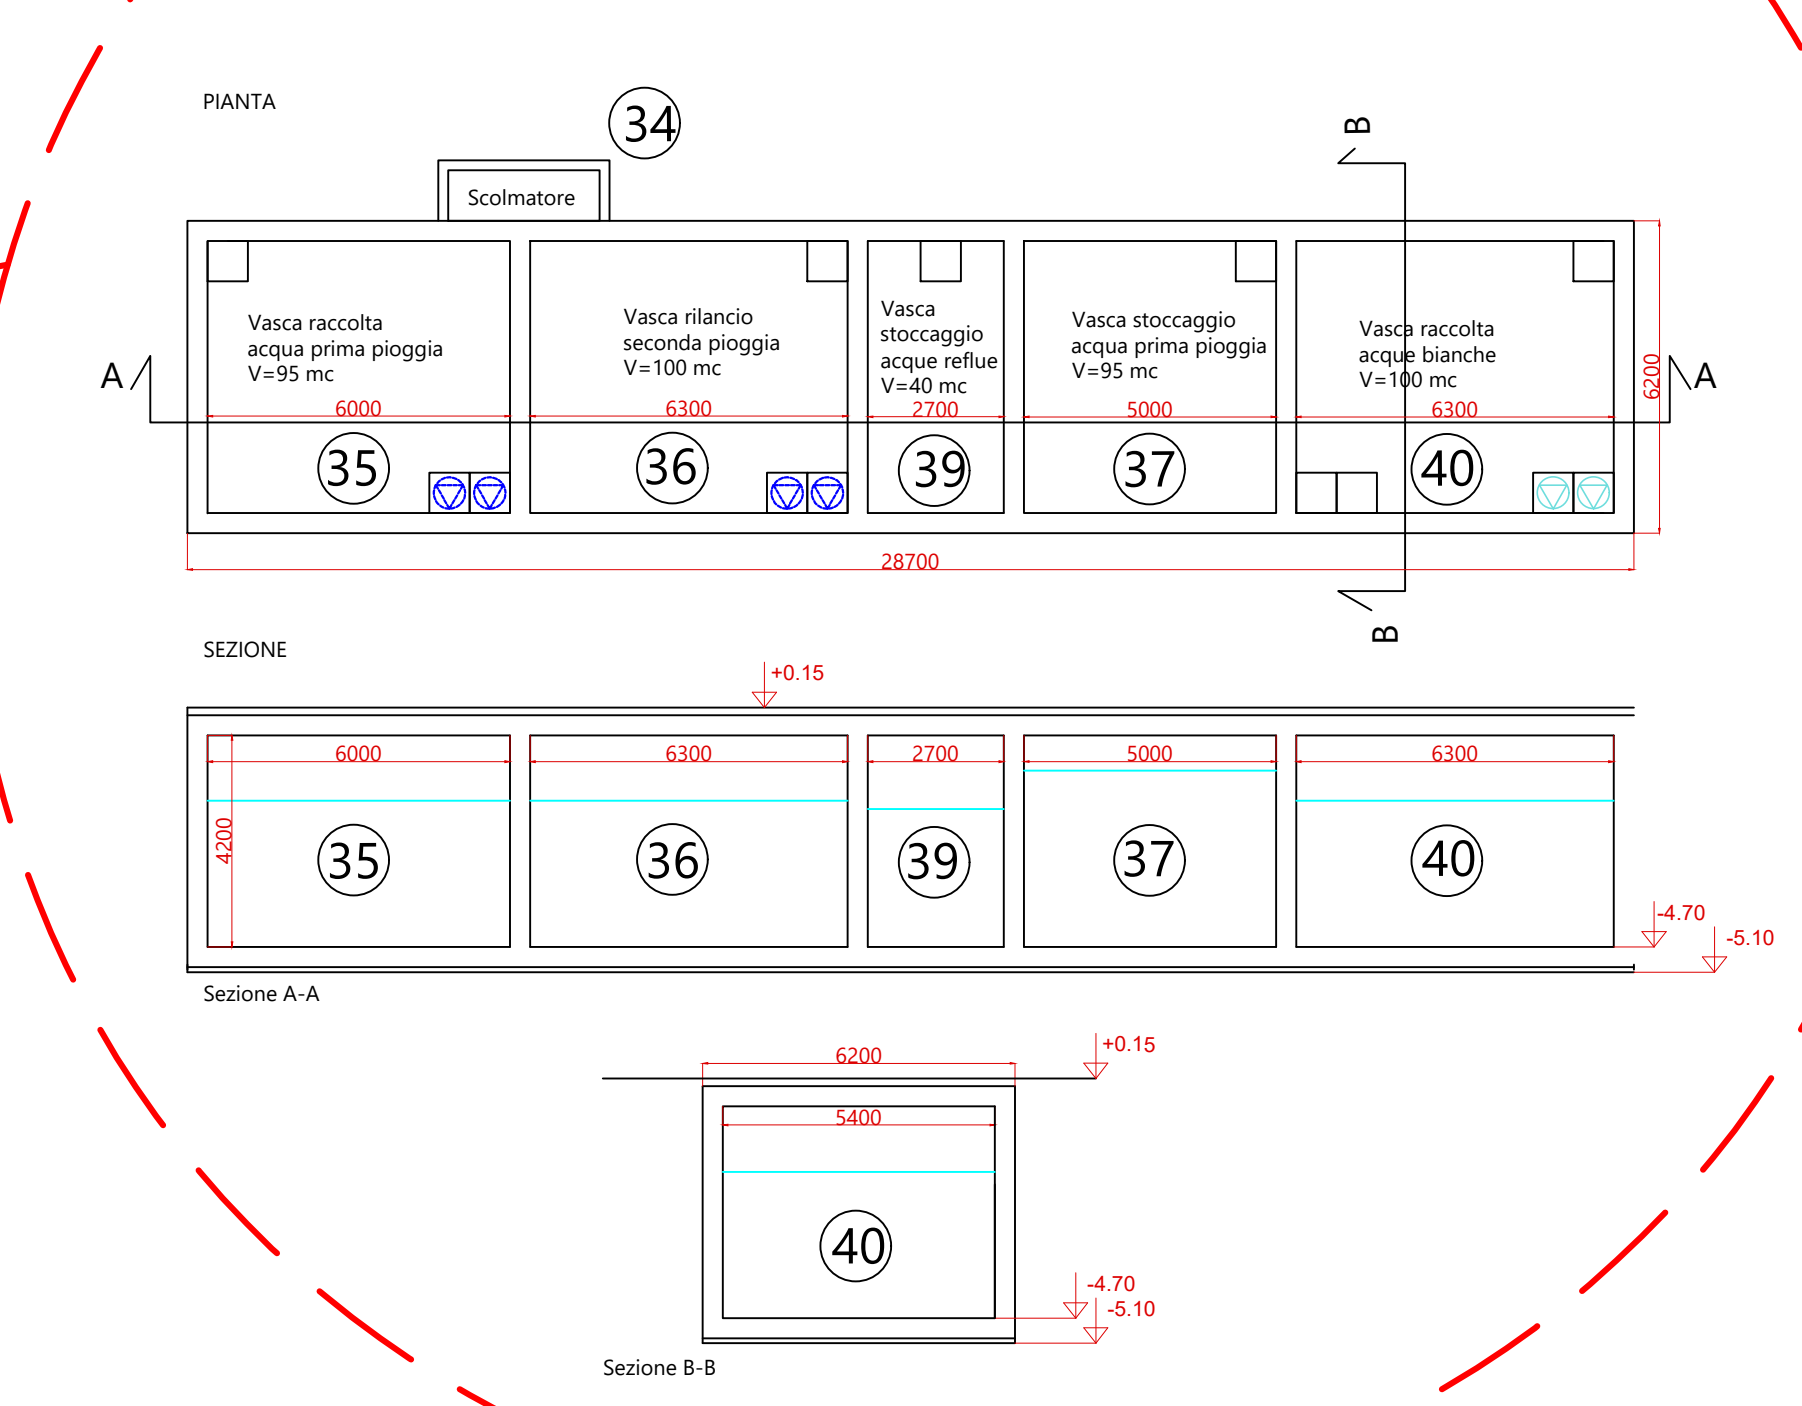 PIANTA
34
Scolmatore
B
Vasca raccolta
acqua prima pioggia
V=95 mc
Vasca rilancio
seconda pioggia
V=100 mc
Vasca
stoccaggio
acque reflue
V=40 mc
Vasca stoccaggio
acqua prima pioggia
V=95 mc
Vasca raccolta
acque bianche
V=100 mc
A
A
6200
6000
6300
2700
5000
6300
35
36
39
37
40
28700
B
SEZIONE
+0.15
6000
6300
2700
5000
6300
4200
35
36
39
37
40
-4.70
-5.10
Sezione A-A
+0.15
6200
5400
40
-4.70
-5.10
Sezione B-B